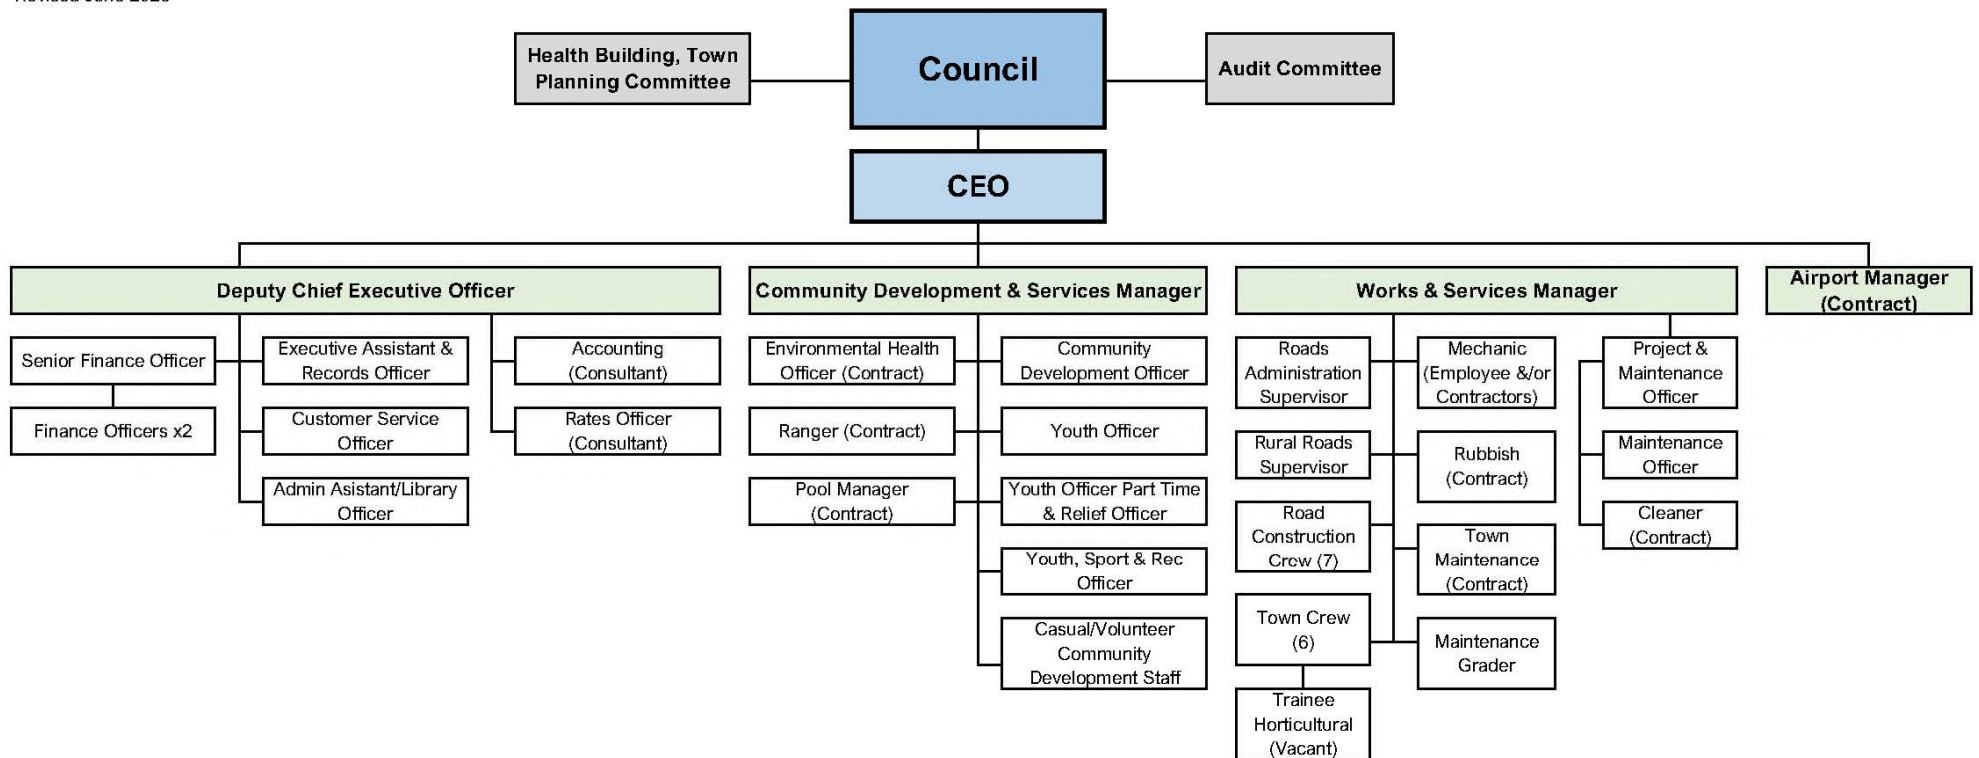 Revised June
Health Building, Town
Planning Committee
Council
Audit Committee
CEO
Deputy Chief Executive Officer
Senior Finance Officer
Finance Officers x2
Executive Assistant &
Records Officer
Customer Service
Officer
Admin Asistant/Library
Officer
Accounting
(Consultant)
Rates Officer
(Consultant)
Community Development & Services Manager
Environmental Health
Officer (Contract)
Ranger (Contract)
Pool Manager
(Contract)
Community
Development Officer
Youth Officer
Youth Officer Part Time
& Relief Officer
Youth, Sport & Rec
Officer
Casual/Volunteer
Community
Development Staff
Works & Services Manager
Roads
Administration
Supervisor
Rural Roads
Supervisor
Road
Construction
Crew (7)
Town Crew
(6)
Trainee
Horticultural
(Vacant)
Mechanic
(Employee &/or
Contractors)
Rubbish
(Contract)
Town
Maintenance
(Contract)
Maintenance
Grader
Project &
Maintenance
Officer
Maintenance
Officer
Cleaner
(Contract)
Airport Manager
(Contract)